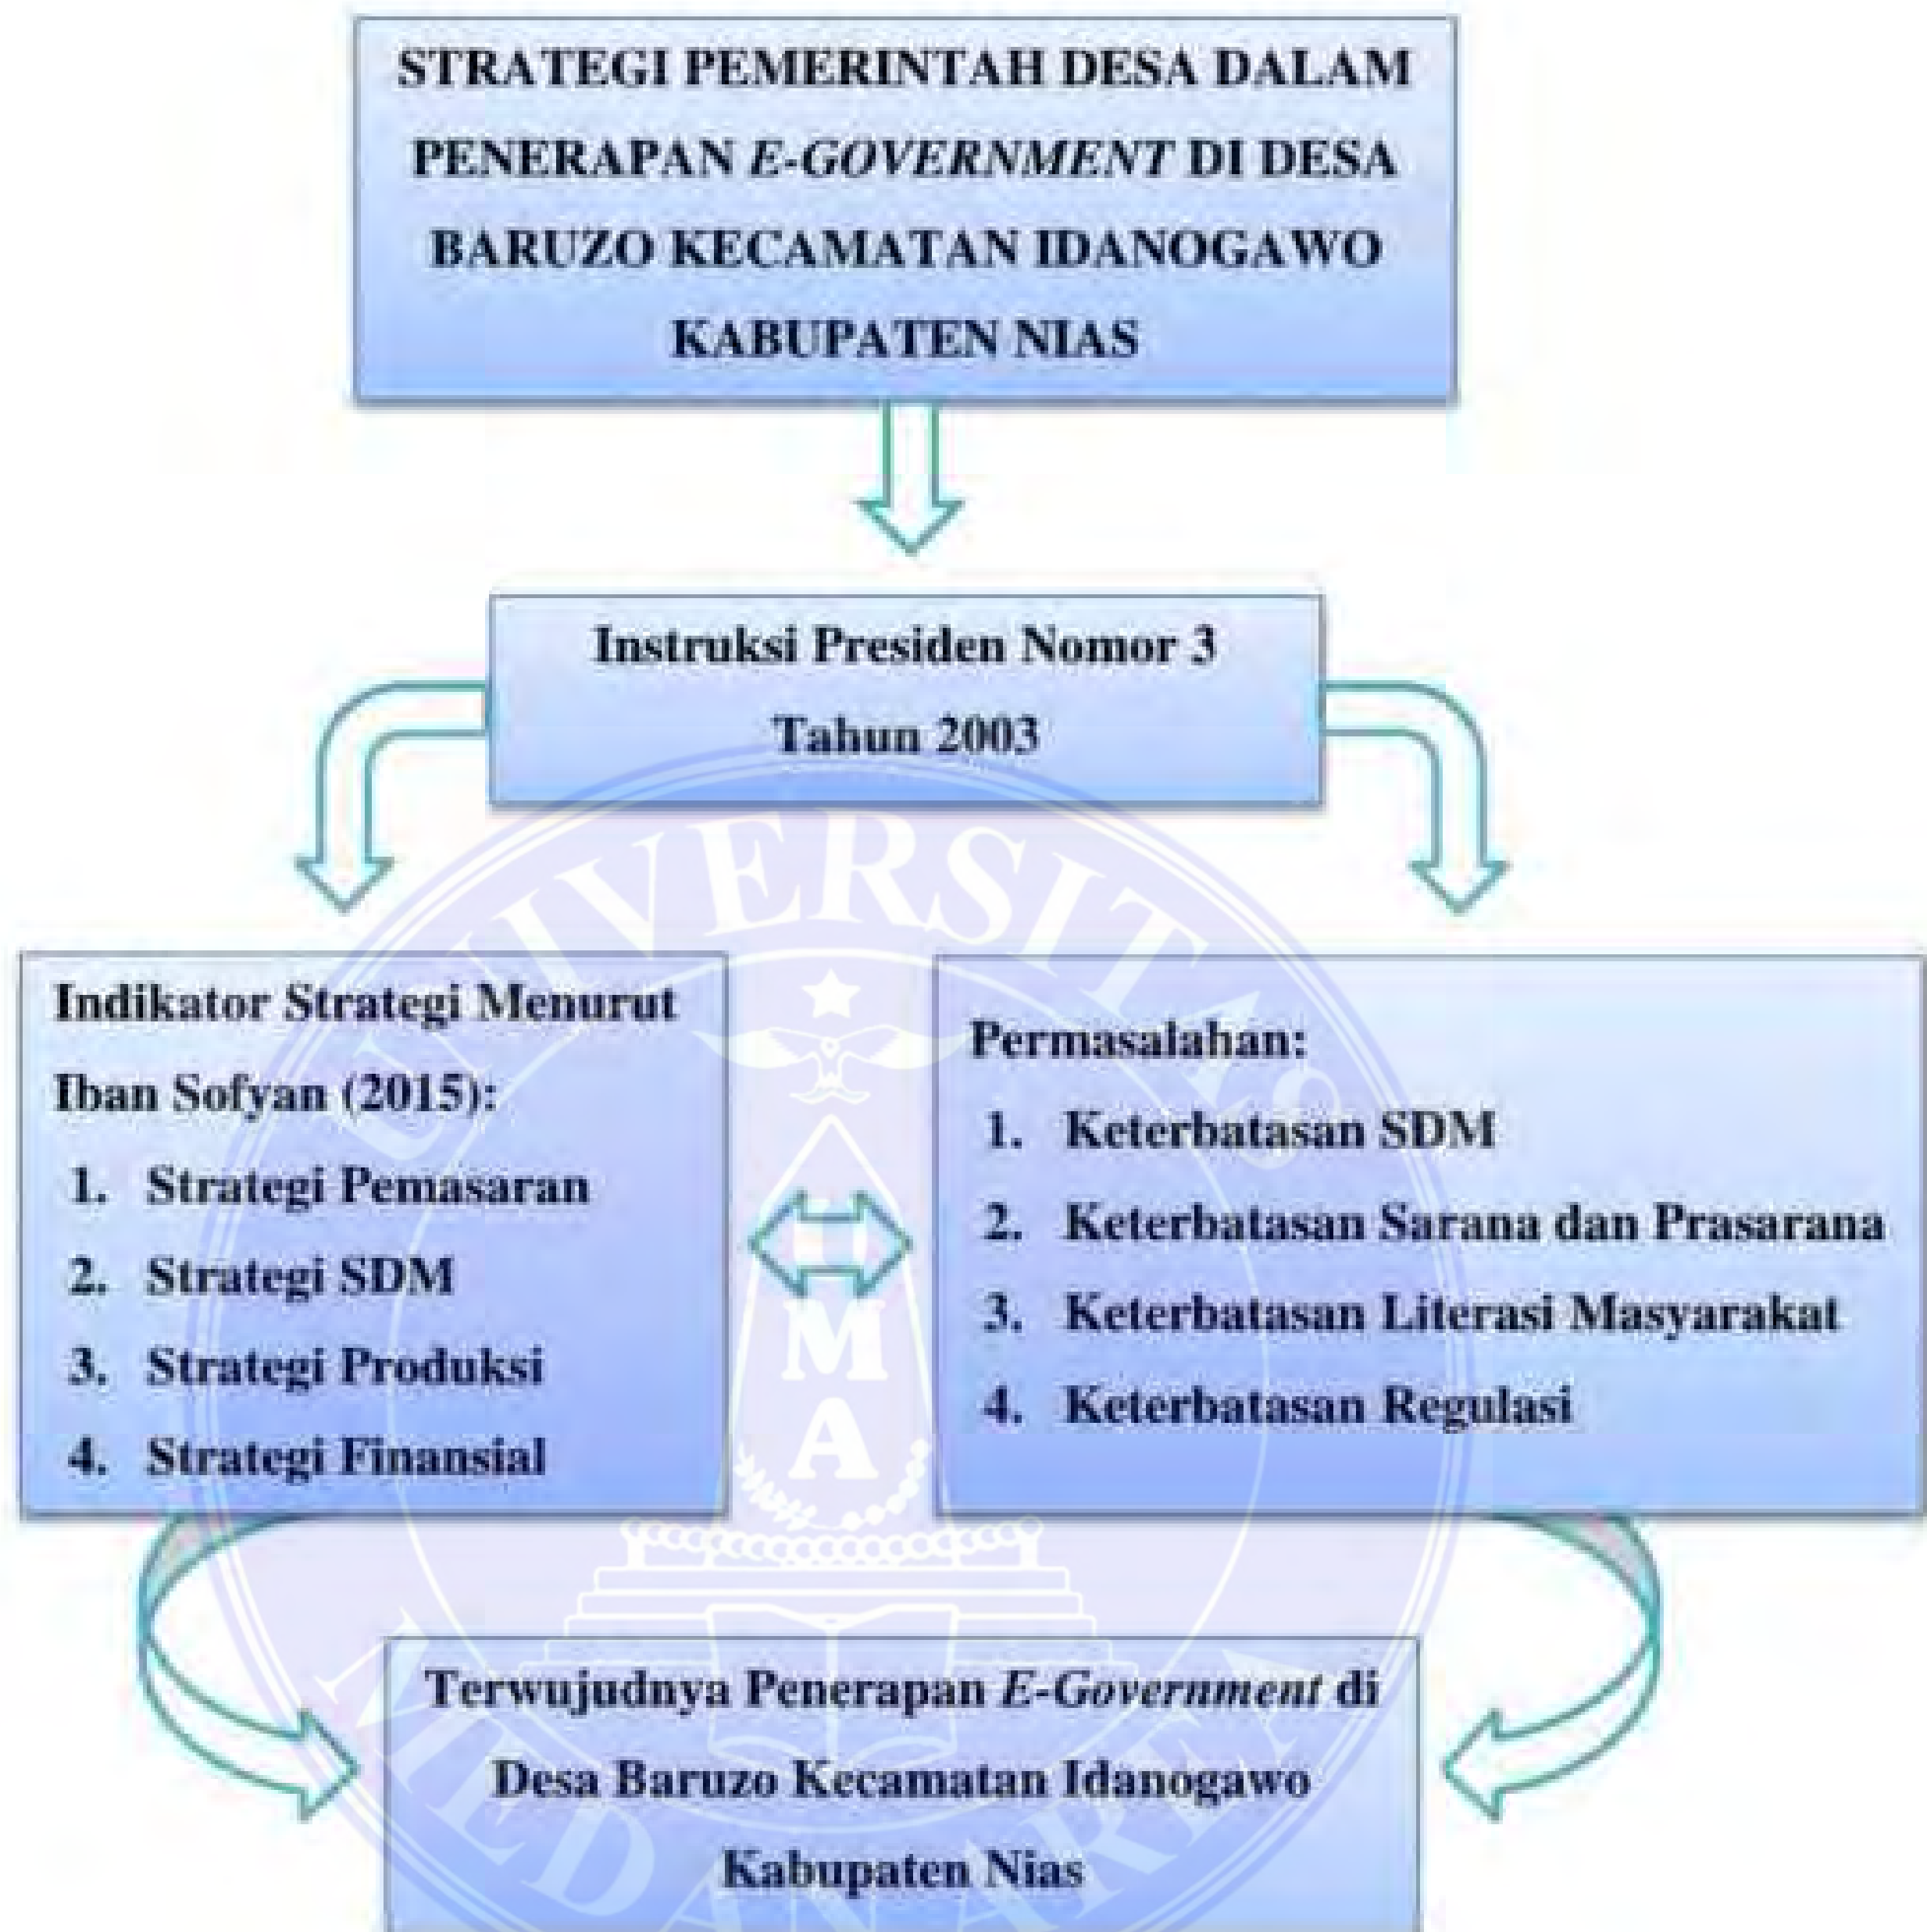 STRATEGI PEMERINTAH DESA DALAM
PENERAPAN E-GOVERNMENT DI DESA
BARUZO KECAMATAN IDANOGAWO
KABUPATEN NIAS
Instruksi Presiden Nomor 3
Tahun 2003
Indikator Strategi Menurut
Iban Sofyan (2015):
1. Strategi Pemasaran
2. Strategi SDM
3. Strategi Produksi
4. Strategi Finansial
Permasalahan:
1. Keterbatasan SDM
2. Keterbatasan Sarana dan Prasarana
3. Keterbatasan Literasi Masyarakat
4. Keterbatasan Regulasi
Terwujudnya Penerapan E-Government di
Desa Baruzo Kecamatan Idanogawo
Kabupaten Nias
UNIVERSITAS
MEDAN AREA
U
M
A